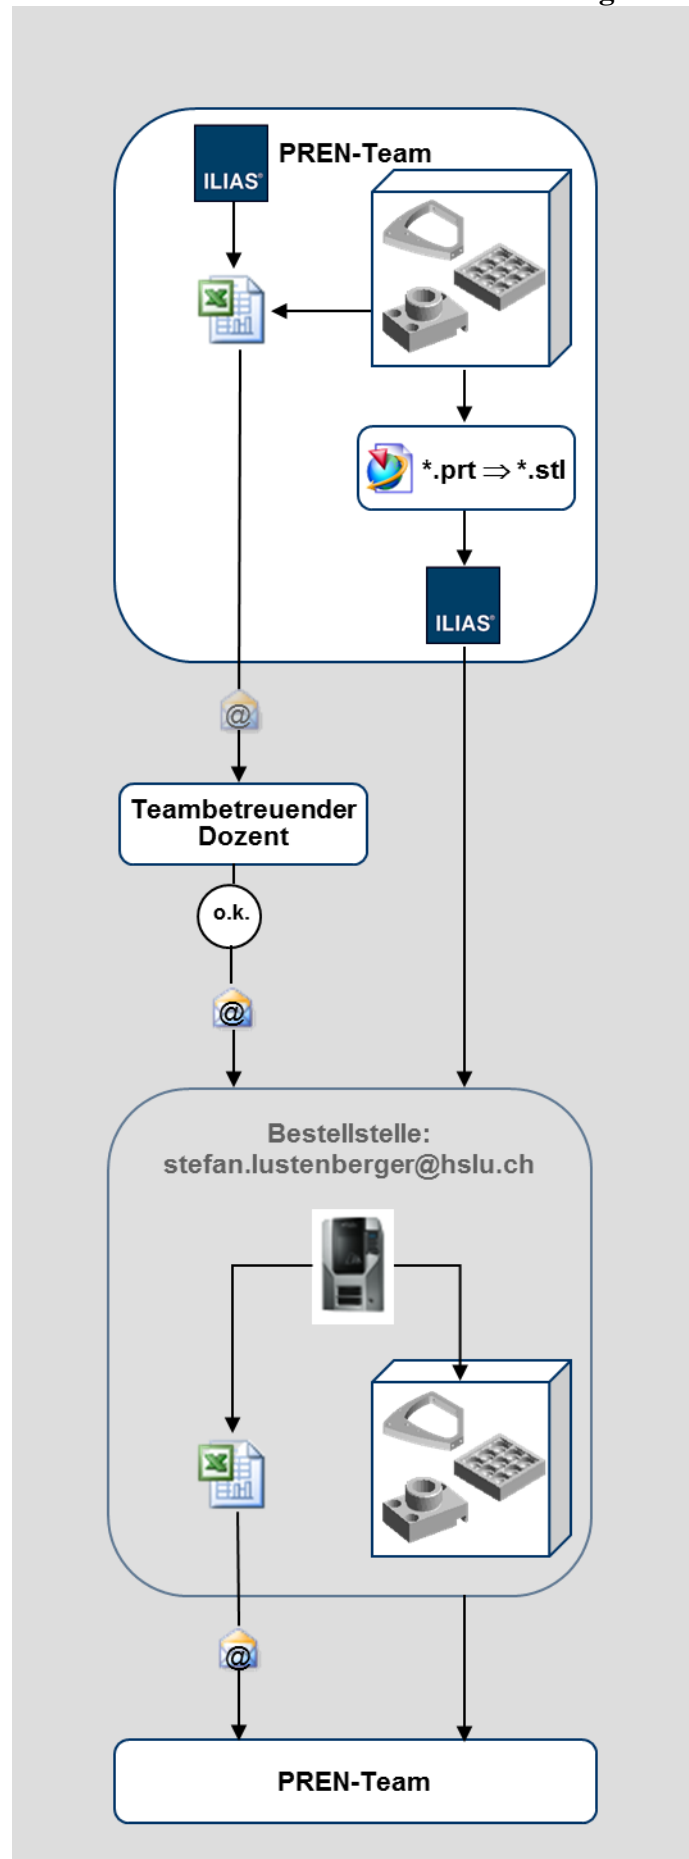 g
ILIAS®
PREN-Team
*.prt ⇒ *.stl
ILIAS®
@
Teambetreuender
Dozent
o.k.
@
Bestellstelle:
stefan.lustenberger@hslu.ch
@
PREN-Team